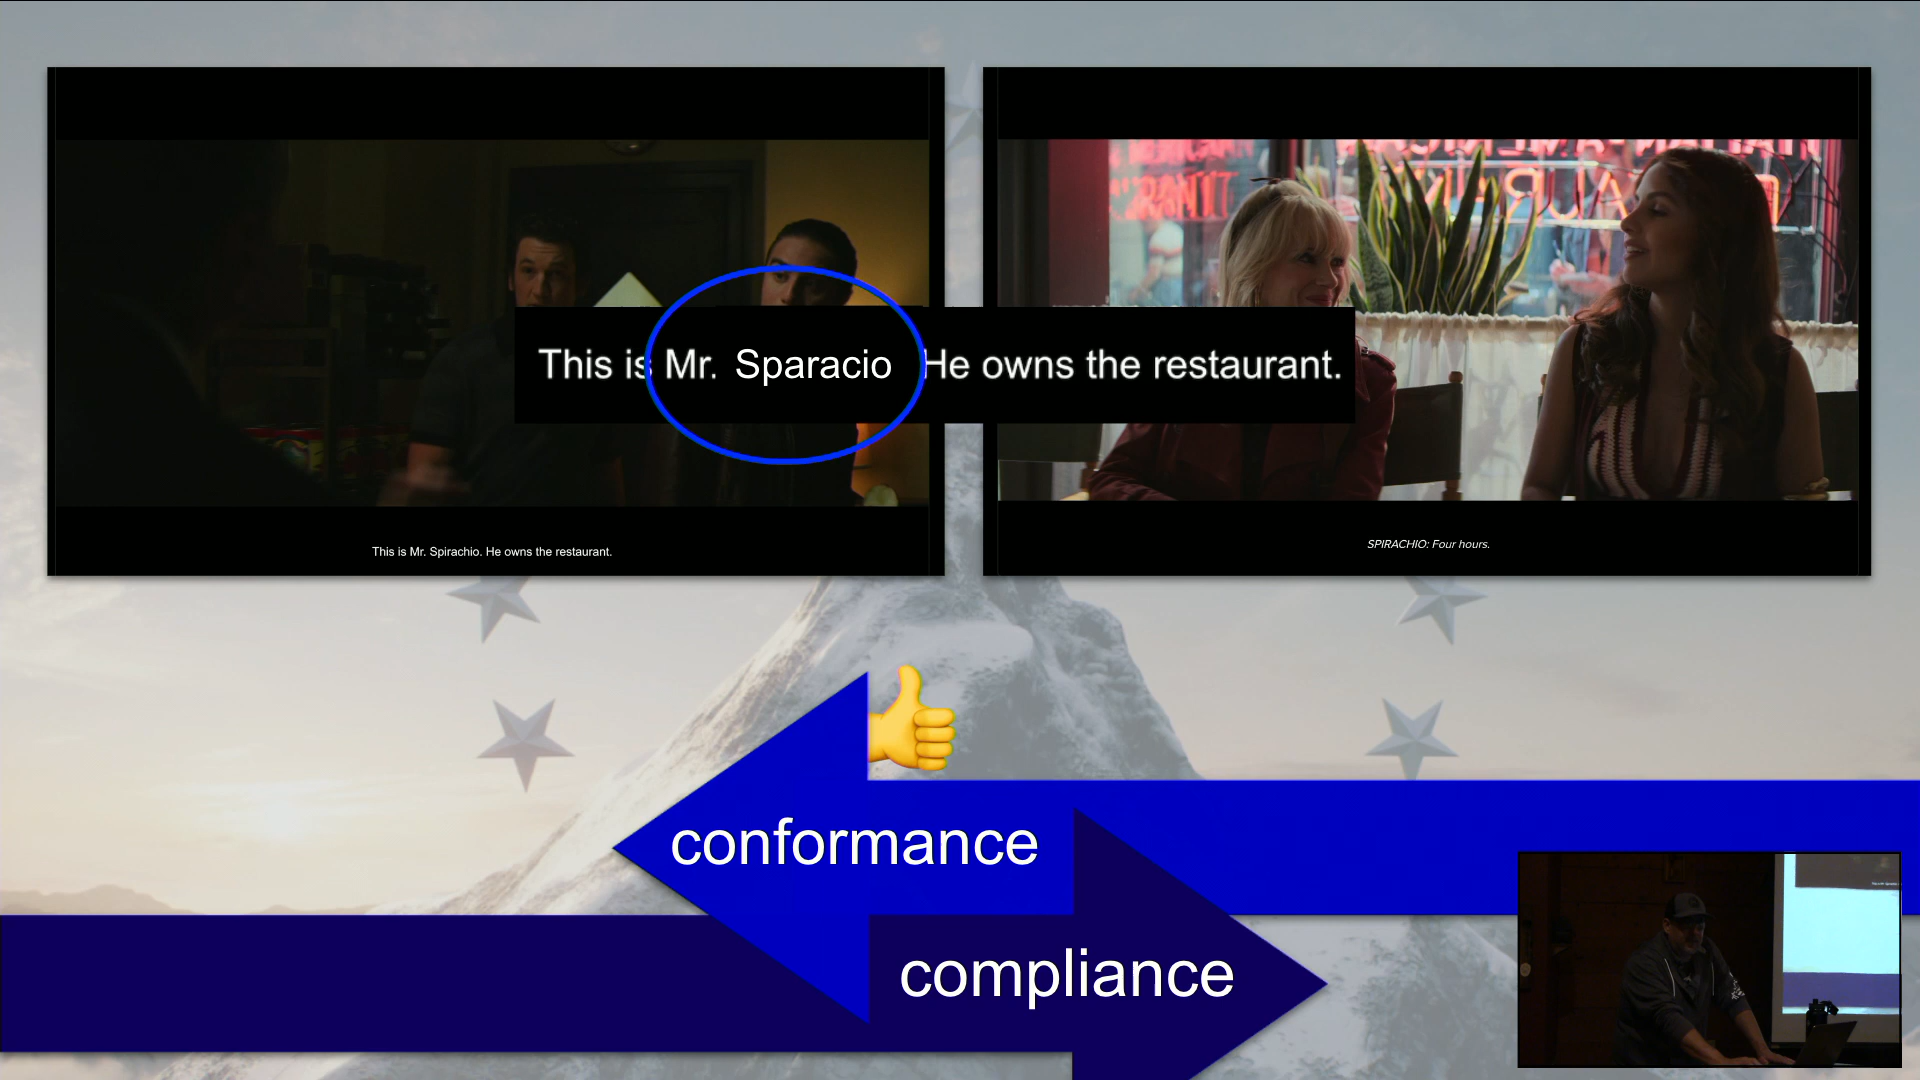 This is Mr. Sparacio He owns the restaurant.
This is Mr. Spirachio. He owns the restaurant.
SPIRACHIO: Four hours.
conformance
compliance